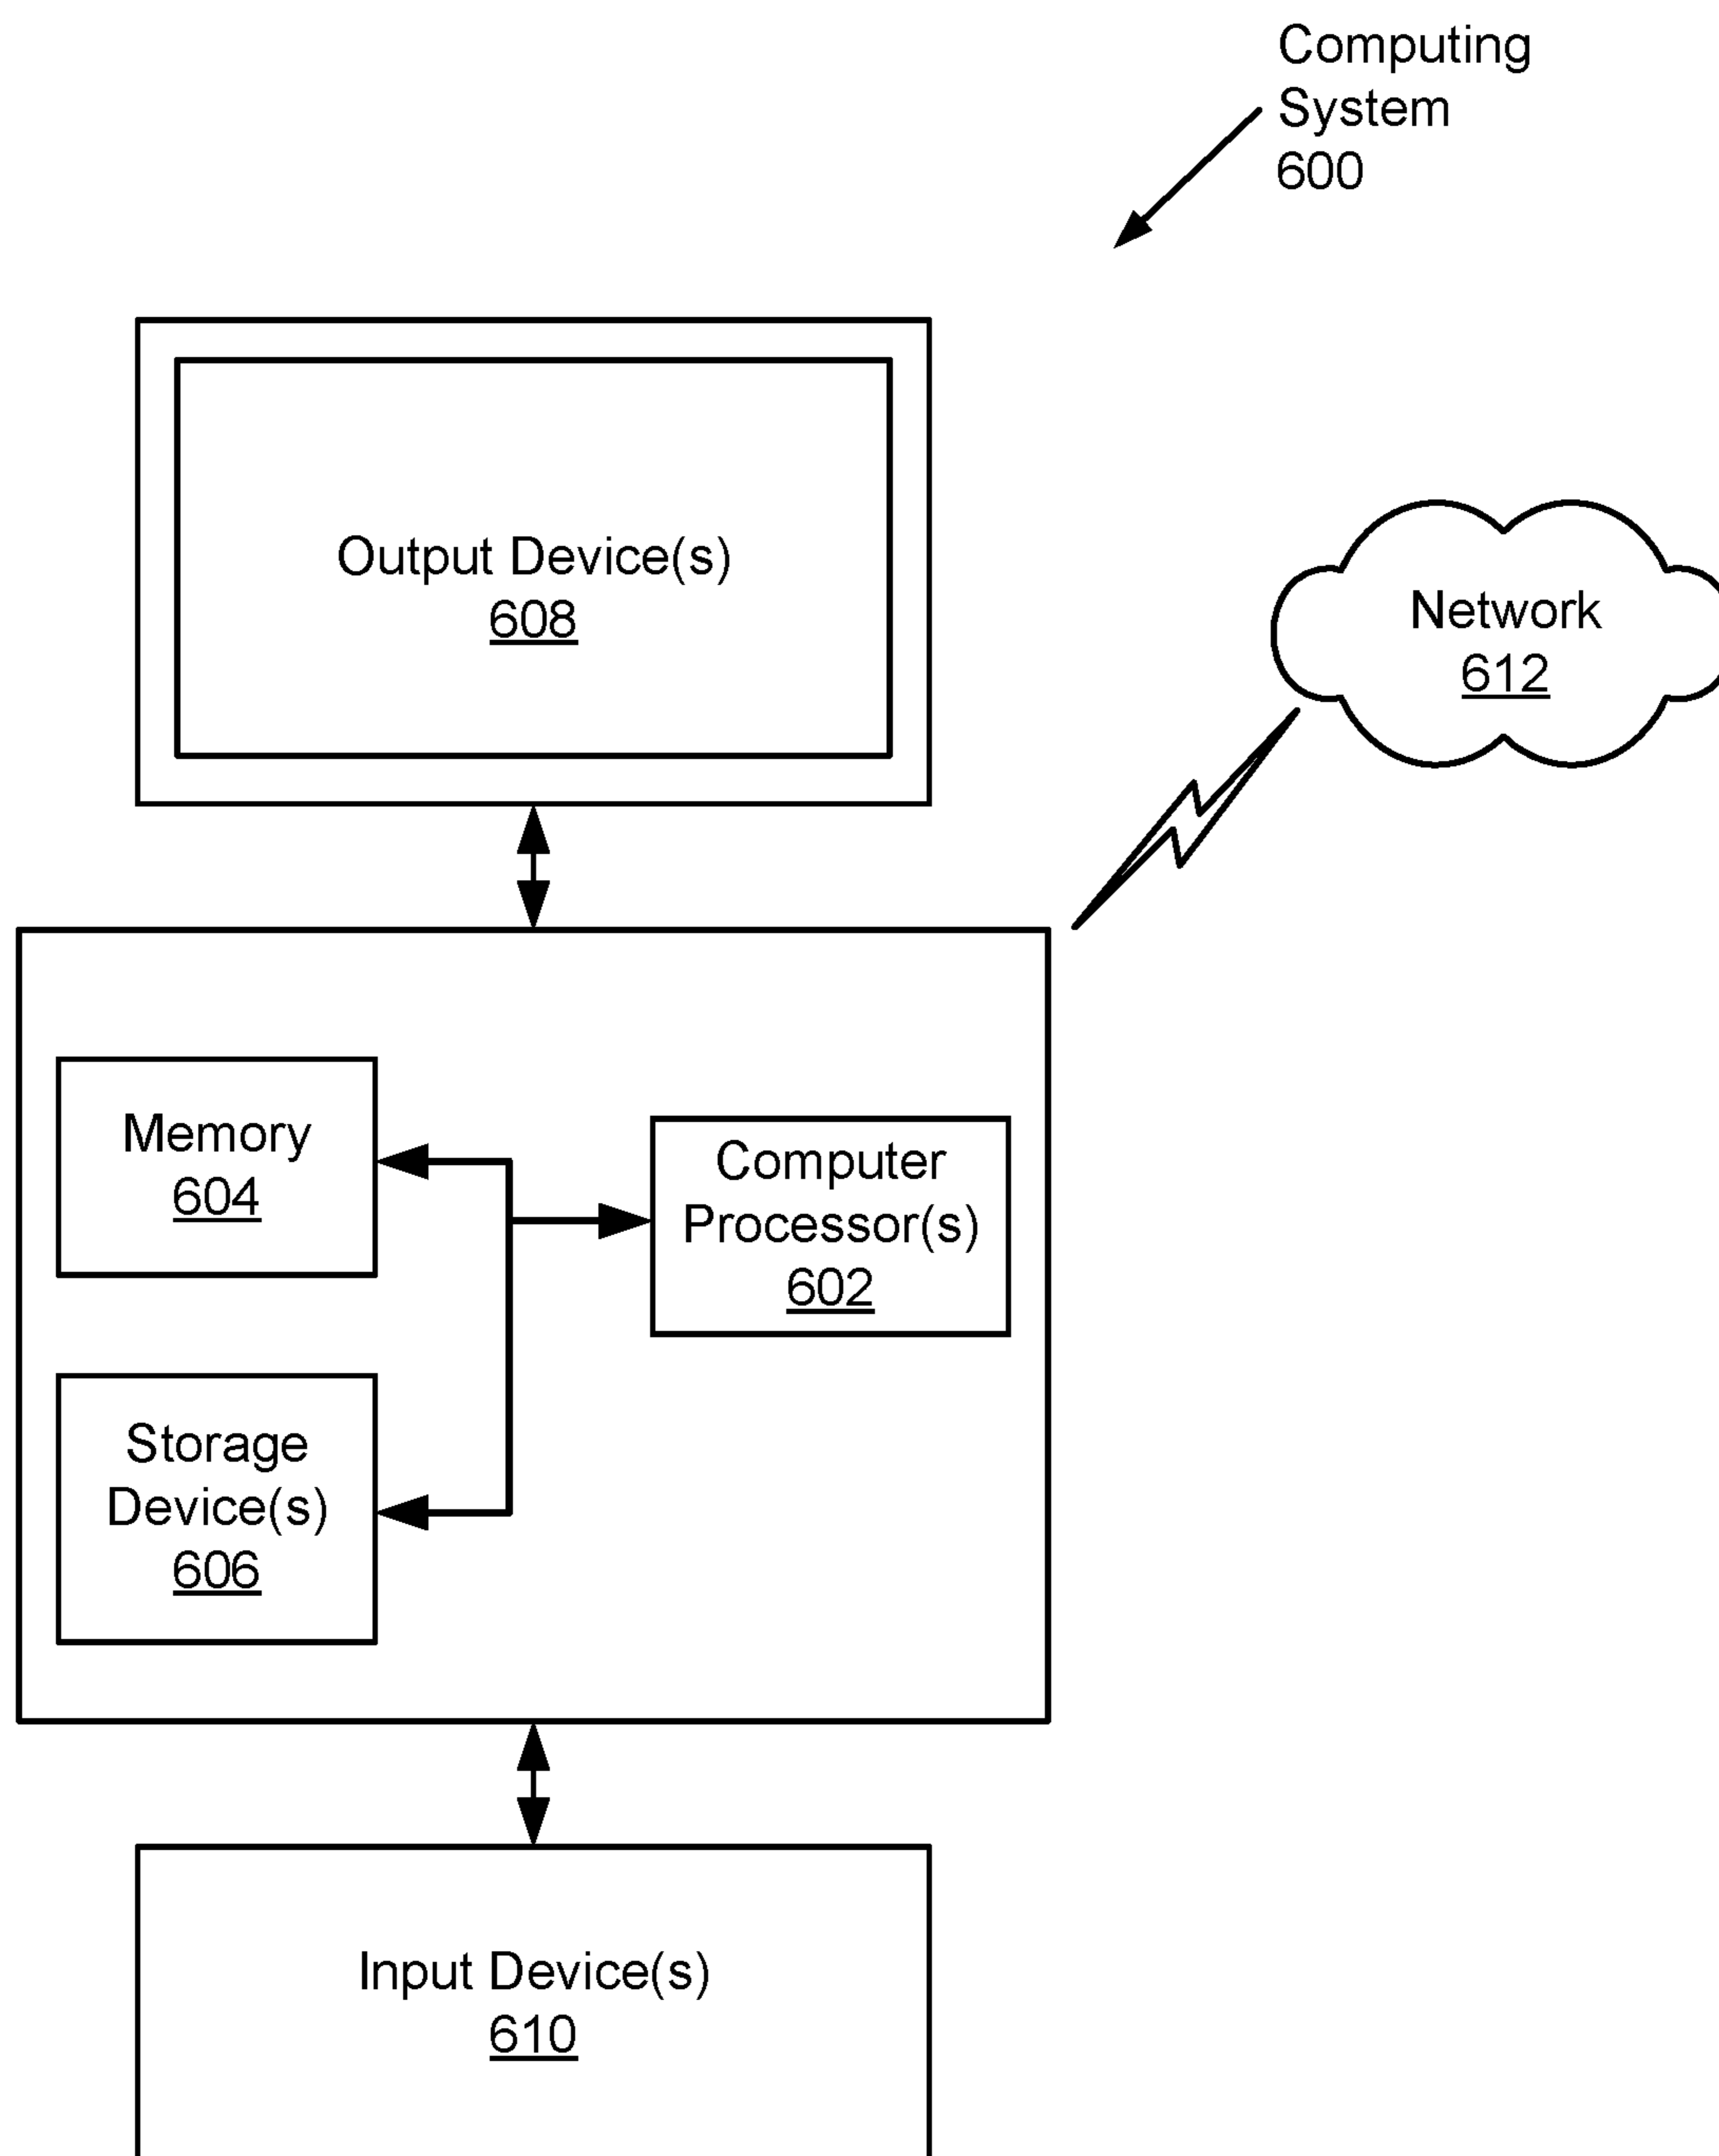 Computing
System
600
Output Device(s)
608
Network
612
Memory
604
Computer
Processor(s)
602
Storage
Device(s)
606
Input Device(s)
610